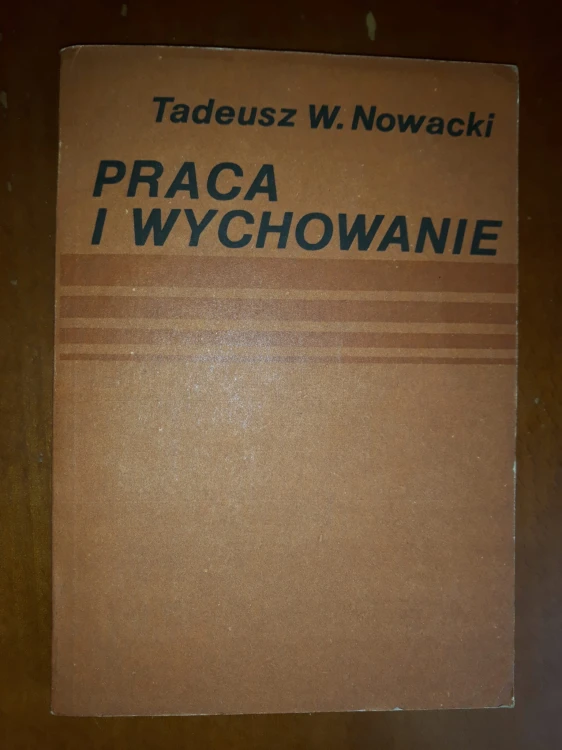 Tadeusz W. Nowacki
PRACA
I WYCHOWANIE